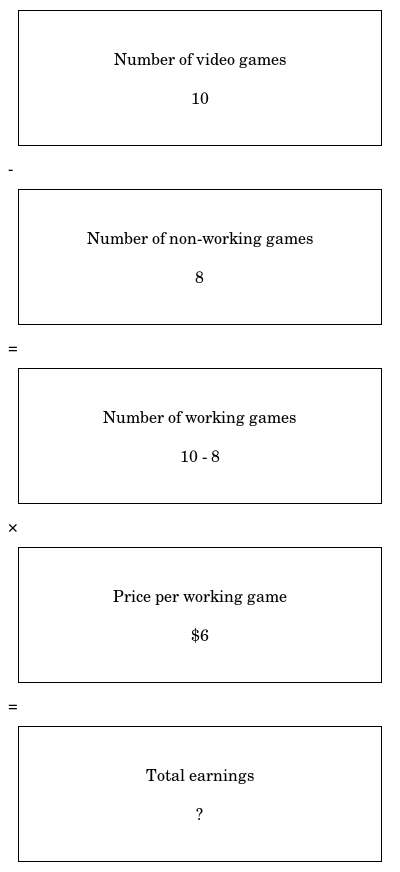 Number of video games
10
-
Number of non-working games
8
=
Number of working games
10 - 8
×
Price per working game
$6
=
Total earnings
?